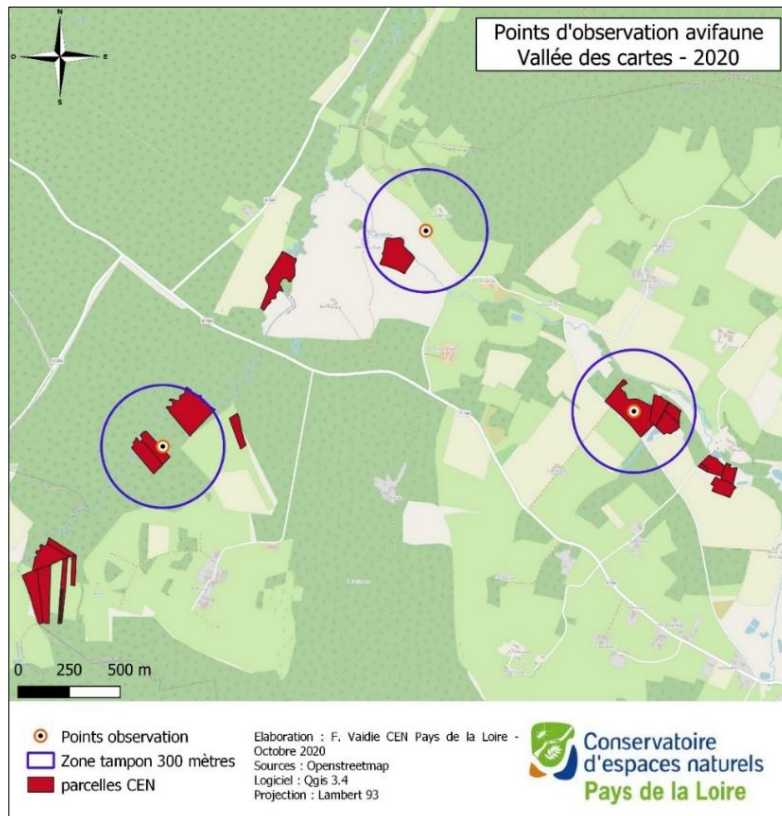 Points d'observation avifaune
Vallée des cartes - 2020
N
O
E
S
0 250 500 m
Points observation
Zone tampon 300 mètres
parcelles CEN
Elaboration : F. Vaidie CEN Pays de la Loire -
Octobre 2020
Sources : Openstreetmap
Logiciel : Qgis 3.4
Projection : Lambert 93
Conservatoire
d'espaces naturels
Pays de la Loire